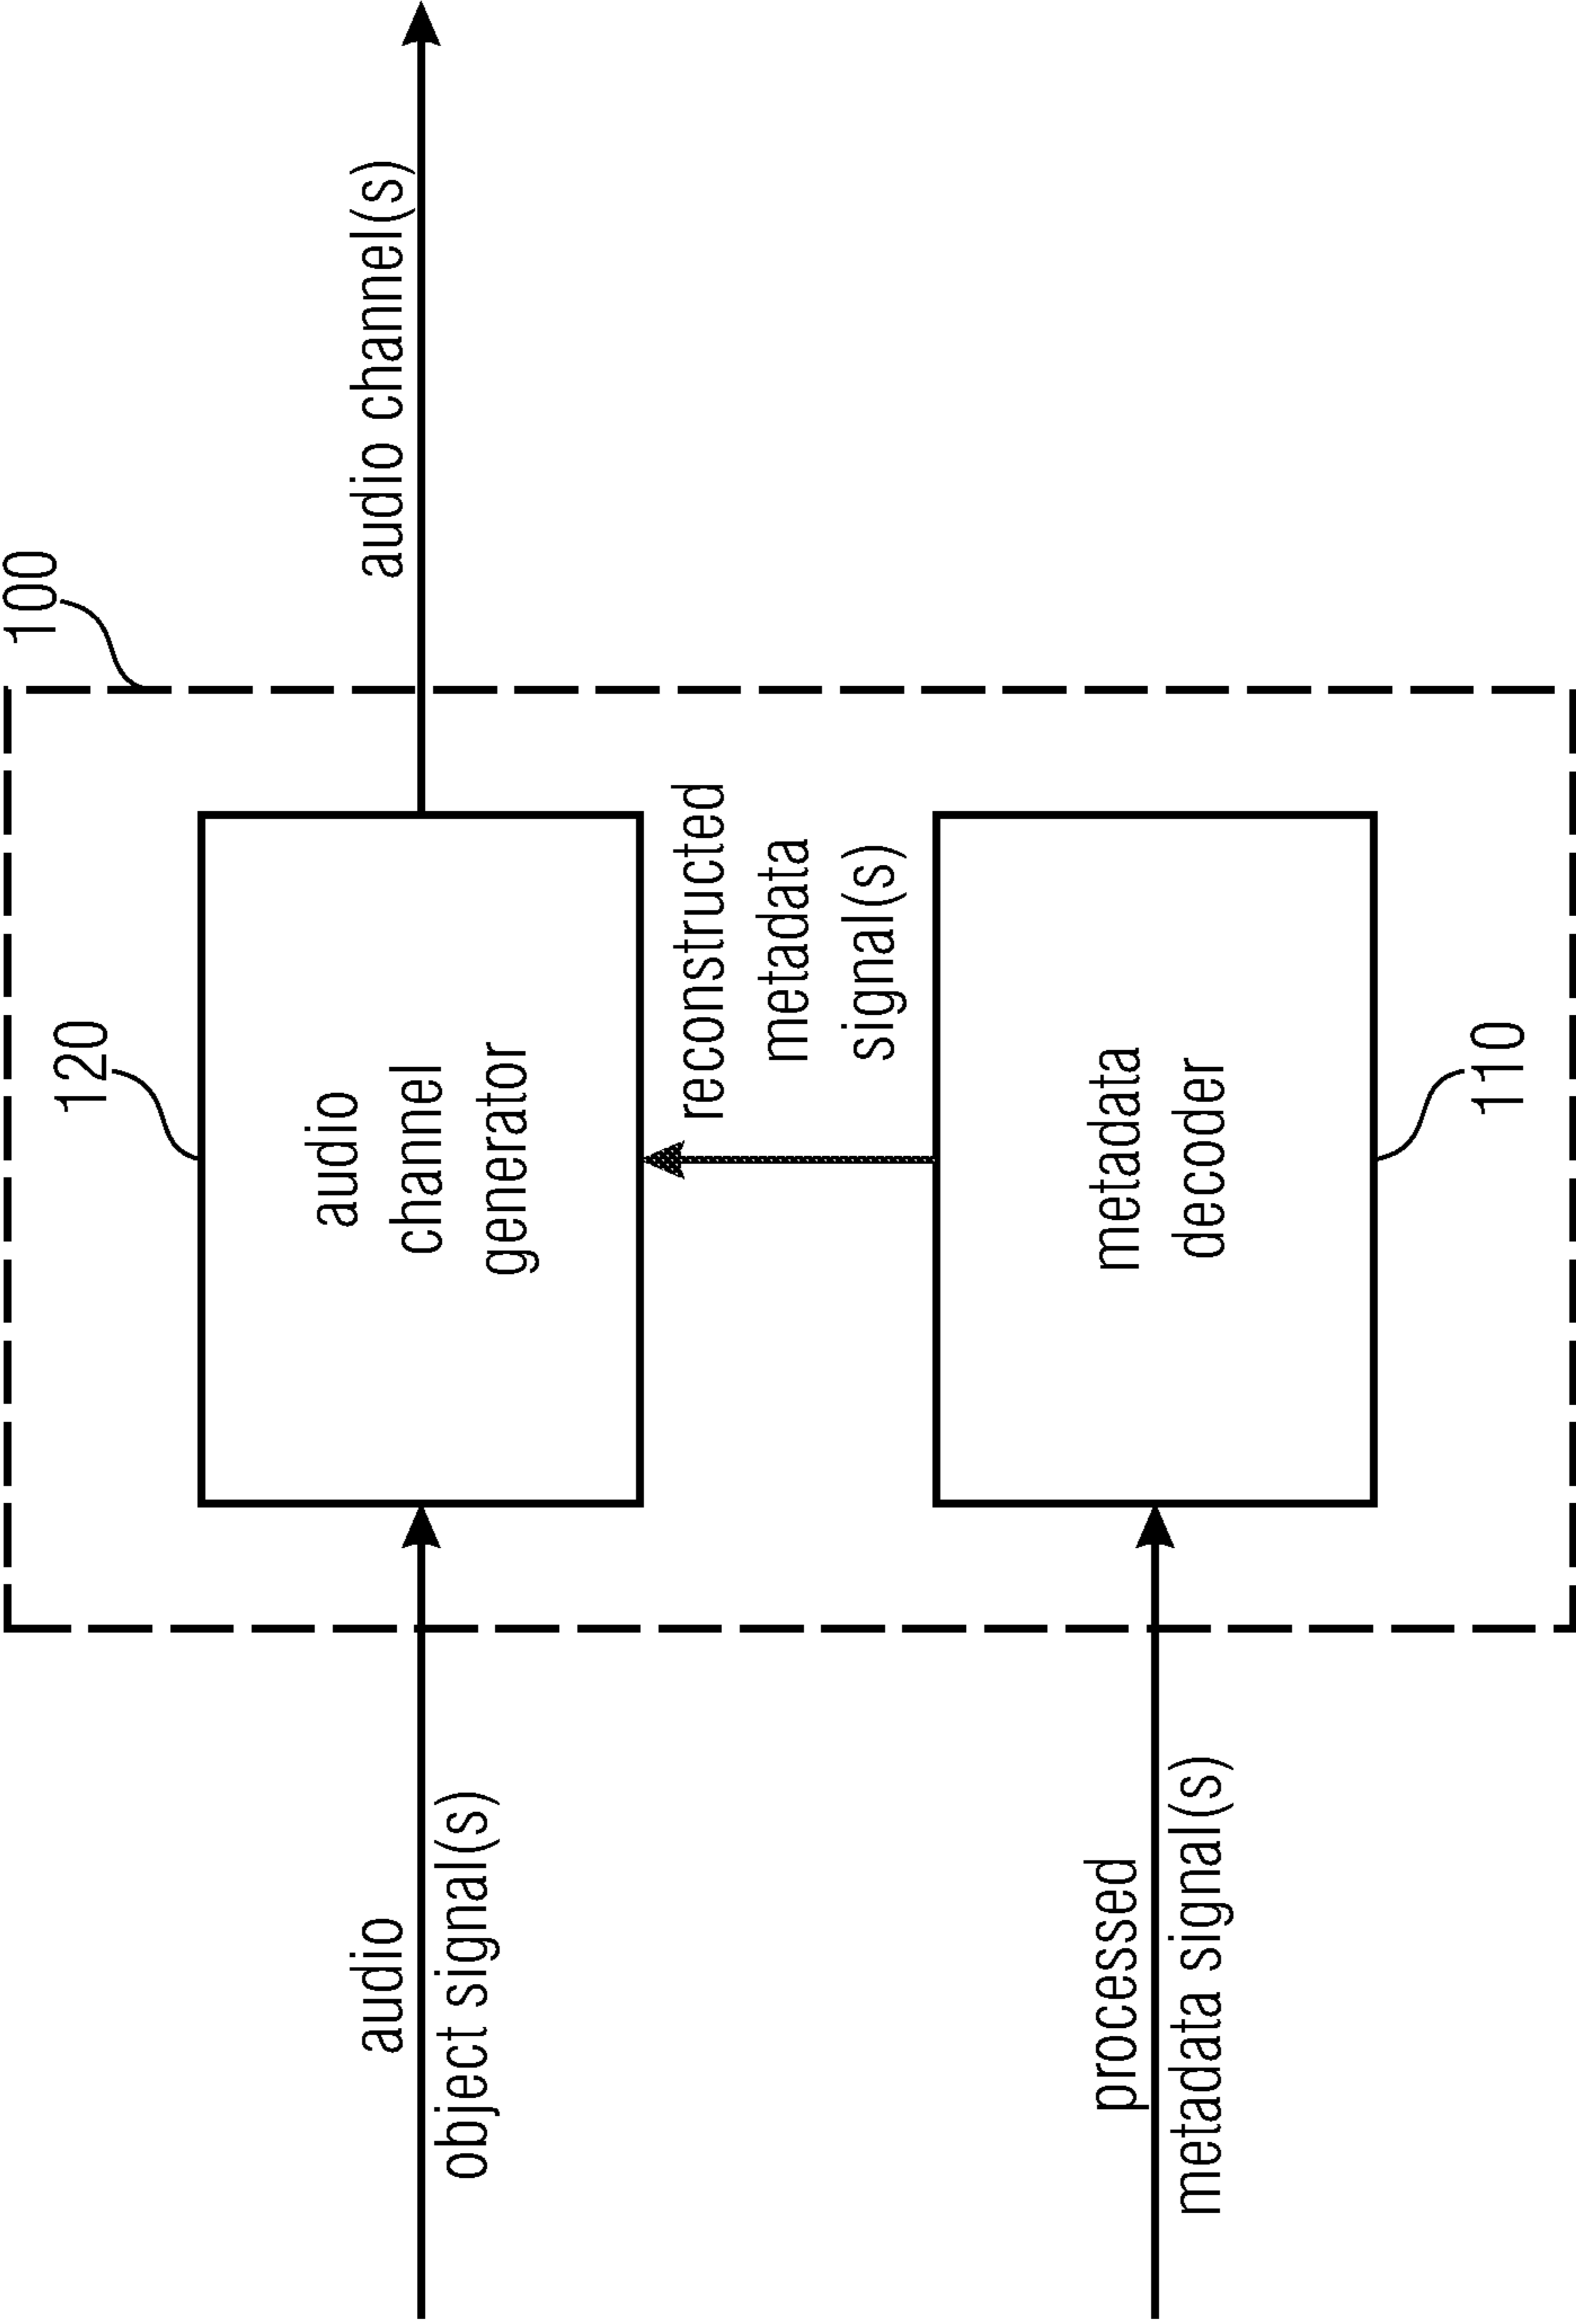 100
120
audio
channel
generator
audio channel(s)
audio
object signal(s)
reconstructed
metadata
signal(s)
metadata
decoder
110
processed
metadata signal(s)